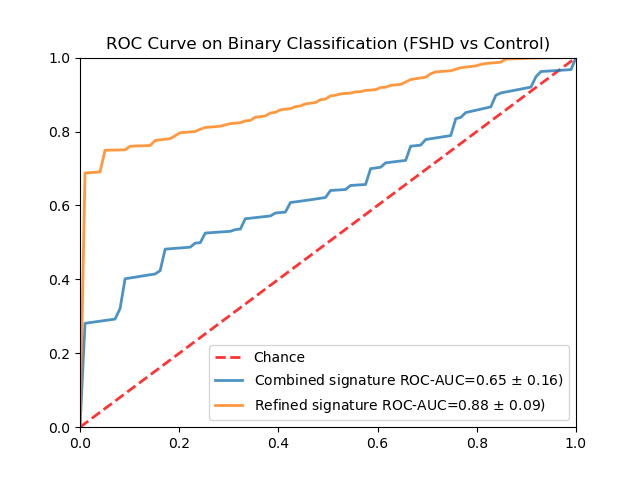 ROC Curve on Binary Classification (FSHD vs Control)
1.0
0.8
0.6
0.4
0.2
0.0
Chance
Combined signature ROC-AUC=0.65 ± 0.16)
Refined signature ROC-AUC=0.88 ± 0.09)
0.0 0.2 0.4 0.6 0.8 1.0